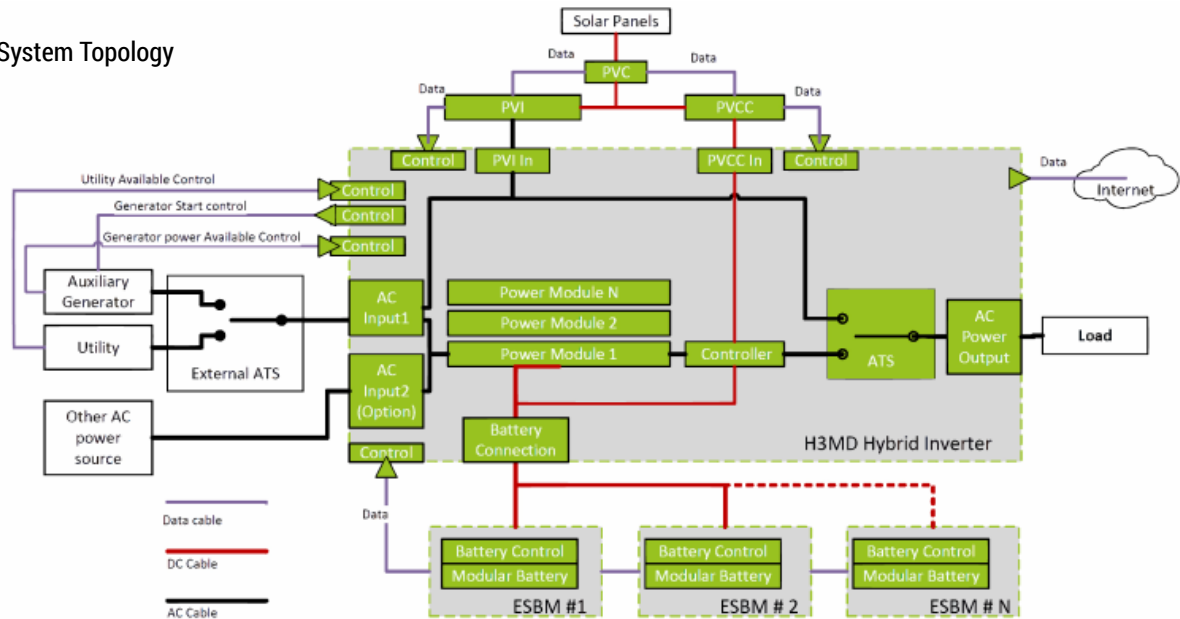 System Topology
Solar Panels
Data
Data
PVC
Data
Data
PVI
PVCC
Control
PVI In
PVCC In
Control
Data
Internet
Utility Available Control
Control
Generator Start control
Control
Generator power Available Control
Control
Auxiliary
Generator
Utility
External ATS
Other AC
power
source
AC
Input1
AC
Input2
(Option)
Power Module N
Power Module 2
Power Module 1
Controller
ATS
AC
Power
Output
Load
Battery
Connection
H3MD Hybrid Inverter
Control
Data
Data cable
DC Cable
AC Cable
Battery Control
Modular Battery
ESBM #1
Battery Control
Modular Battery
ESBM # 2
Battery Control
Modular Battery
ESBM # N